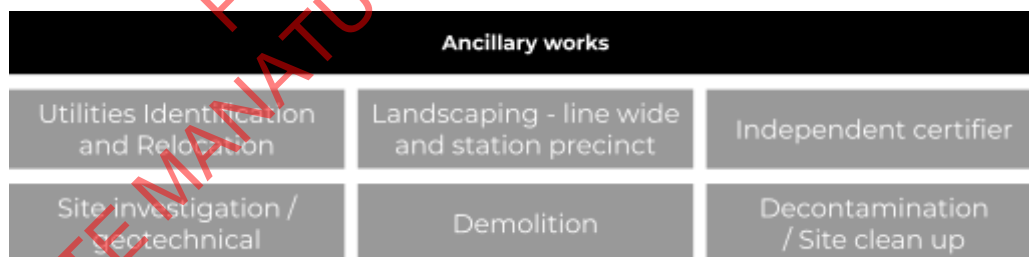 Ancillary works
Utilities Identification
and Relocation
Landscaping - line wide
and station precinct
Independent certifier
Site investigation /
geotechnical
Demolition
Decontamination
/ Site clean up